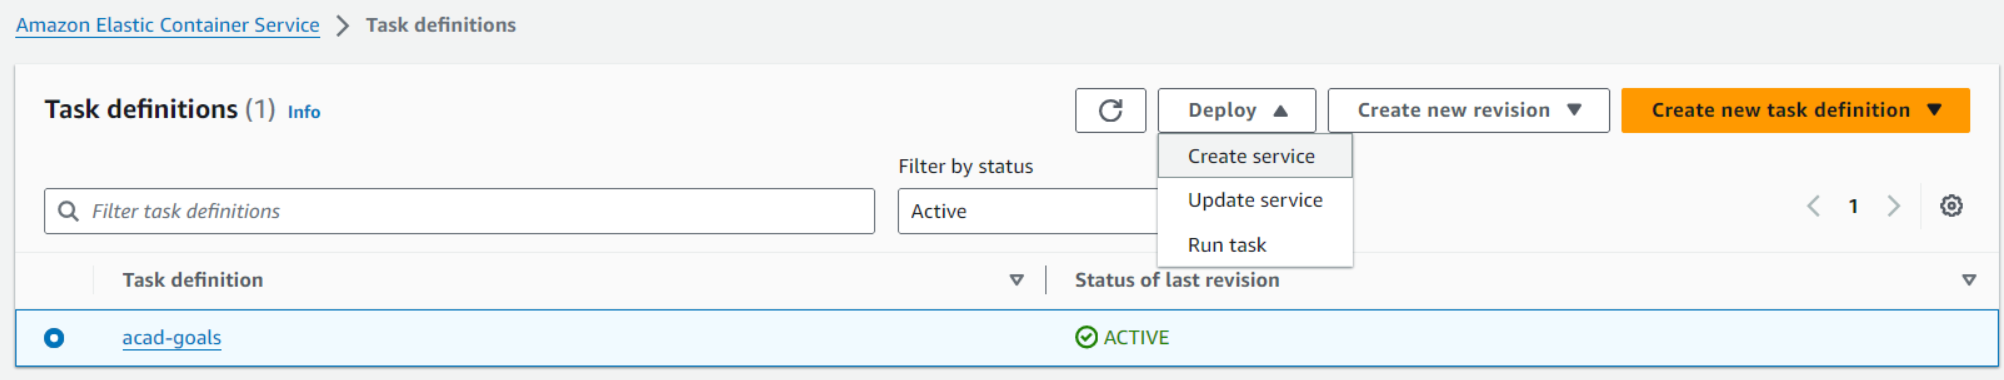 Amazon Elastic Container Service > Task definitions
Task definitions (1) Info
Deploy ▲ Create new revision ▼ Create new task definition ▼
Create service
Filter by status
Update service
Filter task definitions
Active
1
Run task
Task definition
Status of last revision
acad-goals
ACTIVE